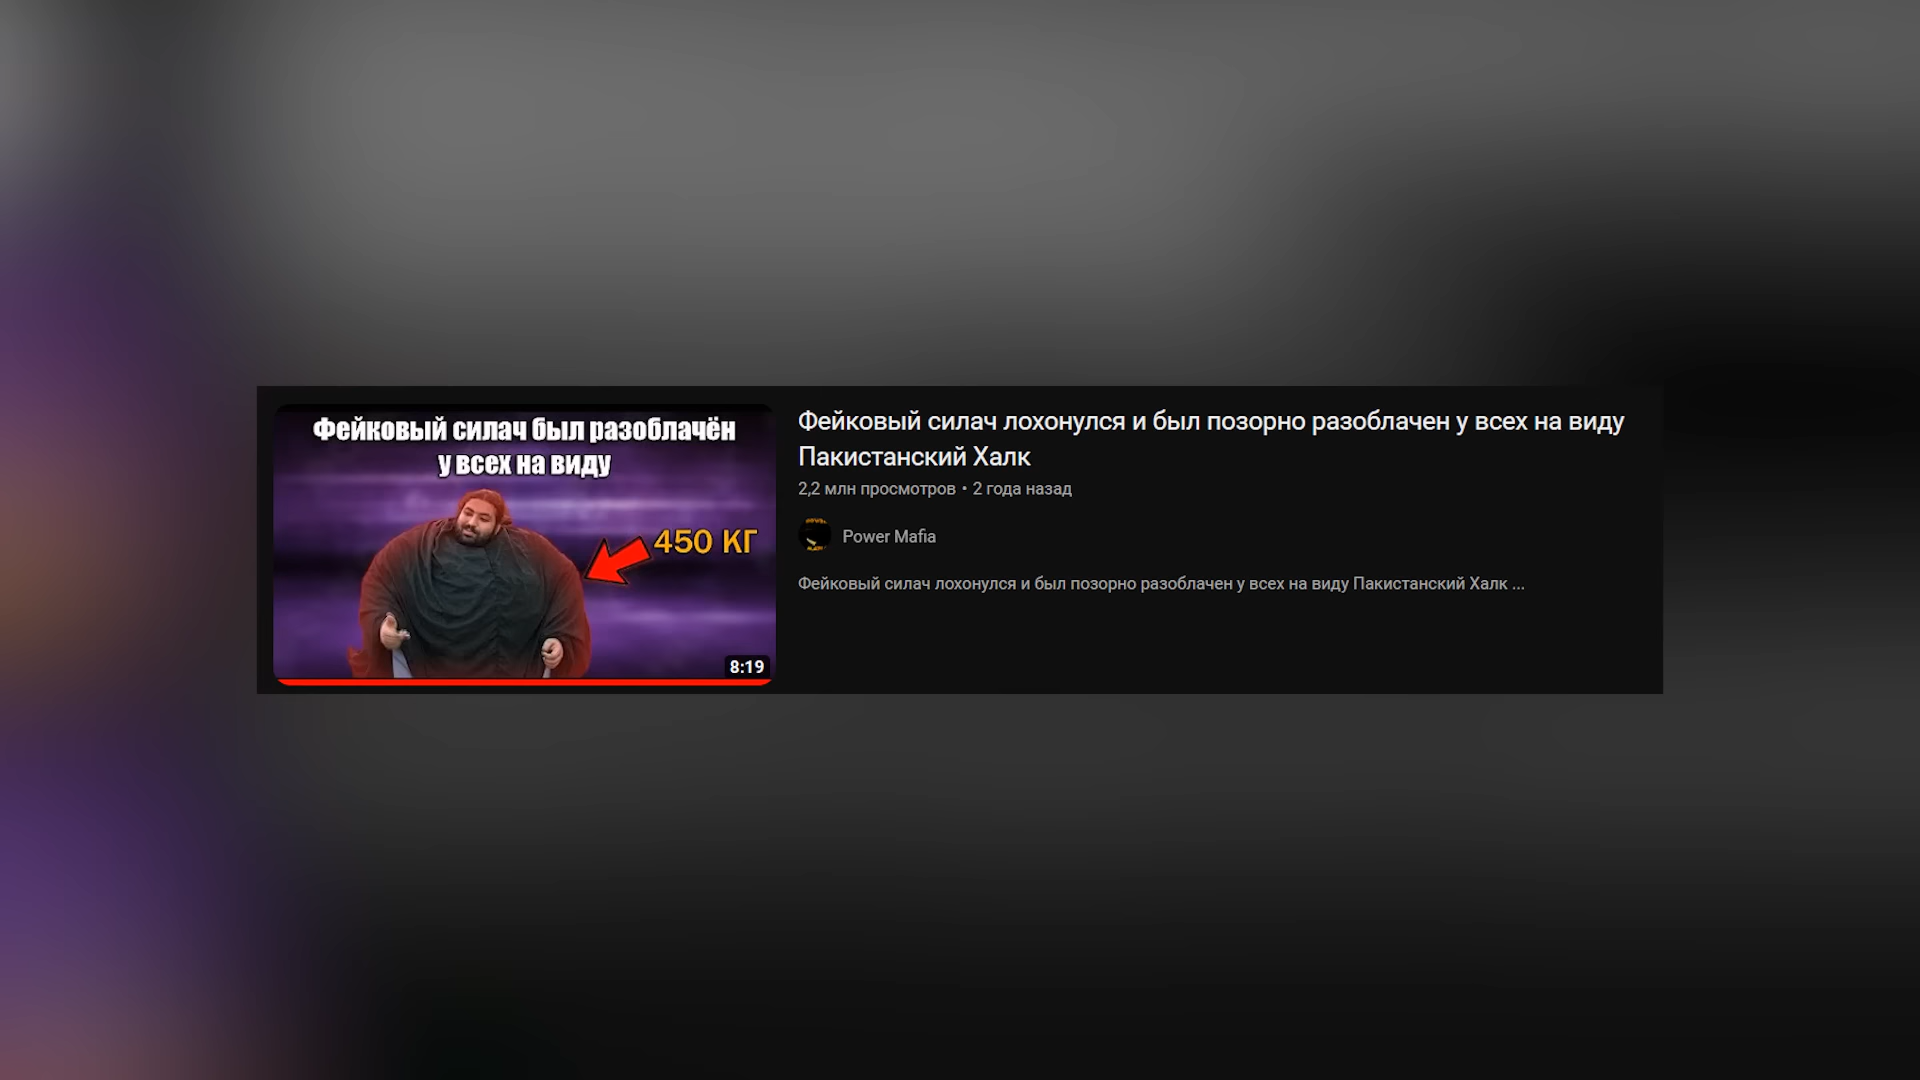 Фейковый силач был разоблачён
у всех на виду
450 КГ
8:19
Фейковый силач лохонулся и был позорно разоблачен у всех на виду
Пакистанский Халк
2,2 млн просмотров • 2 года назад
Power Mafia
Фейковый силач лохонулся и был позорно разоблачен у всех на виду Пакистанский Халк ...